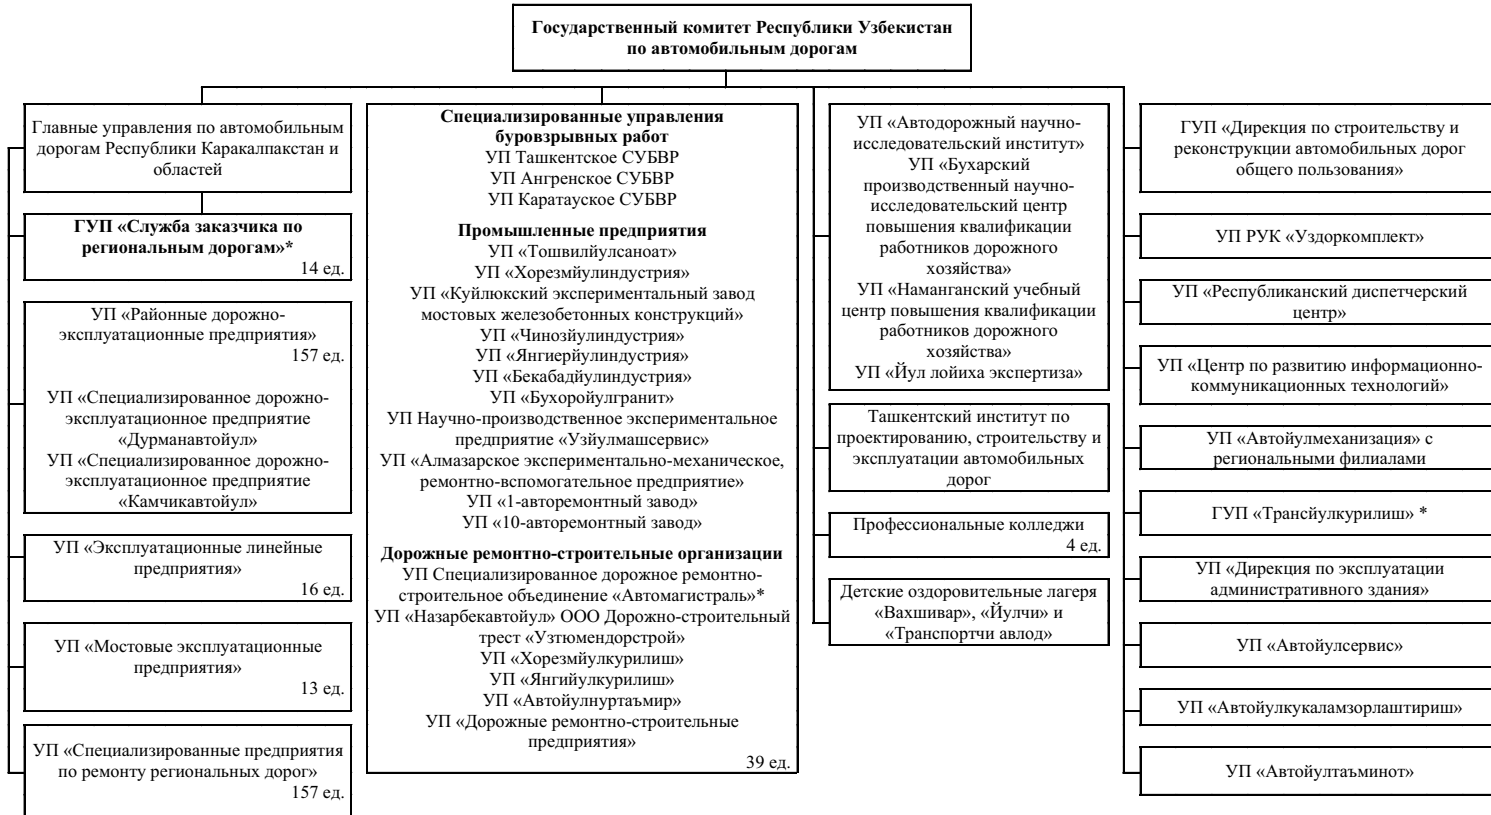 Государственный комитет Республики Узбекистан
по автомобильным дорогам
Главные управления по автомобильным
дорогам Республики Каракалпакстан и
областей
ГУП «Служба заказчика по
региональным дорогам»*
14 ед.
УП «Районные дорожно-
эксплуатационные предприятия»
157 ед.
УП «Специализированное дорожно-
эксплуатационное предприятие
«Дурманавтойул»
УП «Специализированное дорожно-
эксплуатационное предприятие
«Камчикавтойул»
УП «Эксплуатационные линейные
предприятия»
16 ед.
УП «Мостовые эксплуатационные
предприятия»
13 ед.
УП «Специализированные предприятия
по ремонту региональных дорог»
157 ед.
Специализированные управления
буровзрывных работ
УП Ташкентское СУБВР
УП Ангренское СУБВР
УП Каратауское СУБВР
Промышленные предприятия
УП «Тошвилйулсаноат»
УП «Хорезмйулиндустрия»
УП «Куйлюкский экспериментальный завод
мостовых железобетонных конструкций»
УП «Чинозйулиндустрия»
УП «Янгиерйулиндустрия»
УП «Бекабадйулиндустрия»
УП «Бухоройулгранит»
УП Научно-производственное экспериментальное
предприятие «Узйулмашсервис»
УП «Алмазарское экспериментально-механическое,
ремонтно-вспомогательное предприятие»
УП «1-авторемонтный завод»
УП «10-авторемонтный завод»
Дорожные ремонтно-строительные организации
УП Специализированное дорожное ремонтно-
строительное объединение «Автомагистраль»*
УП «Назарбекавтойул» ООО Дорожно-строительный
трест «Узтюмендорстрой»
УП «Хорезмйулкурилиш»
УП «Янгийулкурилиш»
УП «Автойулнуртаъмир»
УП «Дорожные ремонтно-строительные
предприятия»
39 ед.
УП «Автодорожный научно-
исследовательский институт»
УП «Бухарский
производственный научно-
исследовательский центр
повышения квалификации
работников дорожного
хозяйства»
УП «Наманганский учебный
центр повышения квалификации
работников дорожного
хозяйства»
УП «Йул лойиха экспертиза»
Ташкентский институт по
проектированию, строительству и
эксплуатации автомобильных
дорог
Профессиональные колледжи
4 ед.
Детские оздоровительные лагеря
«Вахшивар», «Йулчи» и
«Транспортчи авлод»
ГУП «Дирекция по строительству и
реконструкции автомобильных дорог
общего пользования»
УП РУК «Уздоркомплект»
УП «Республиканский диспетчерский
центр»
УП «Центр по развитию информационно-
коммуникационных технологий»
УП «Автойулмеханизация» с
региональными филиалами
ГУП «Трансйулкурилиш» *
УП «Дирекция по эксплуатации
административного здания»
УП «Автойулсервис»
УП «Автойулкукаламзорлаштириш»
УП «Автойултаъминот»